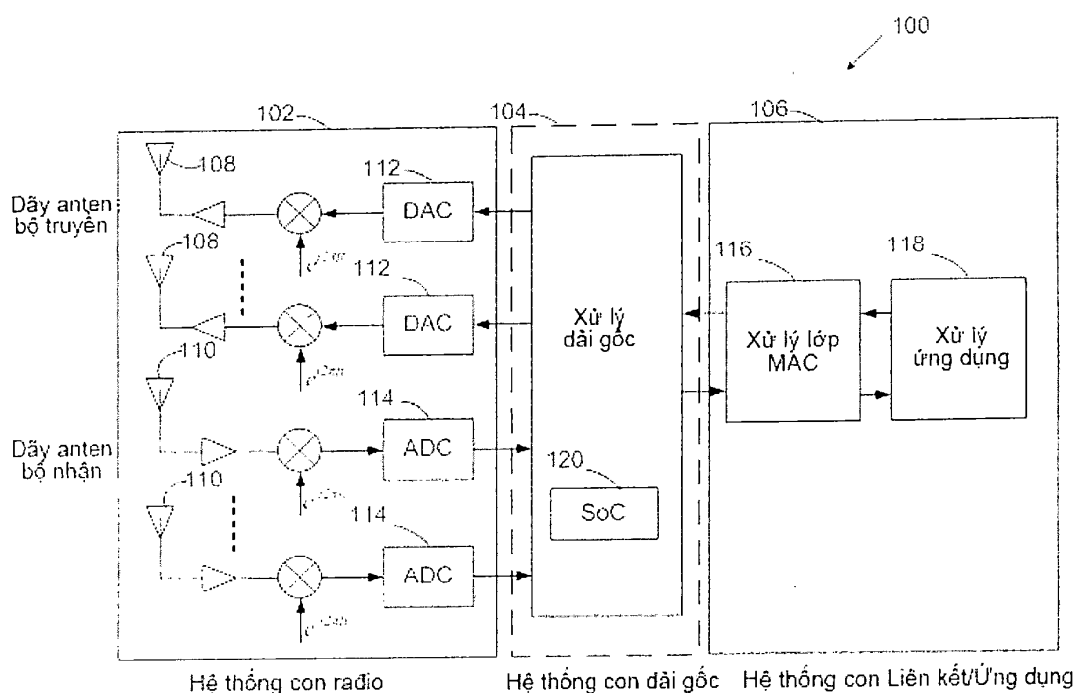 100
102
104
106
108
112
Dãy anten
bộ truyền
DAC
108
112
DAC
110
Xử lý
dải gốc
116
118
Xử lý lớp
MAC
Xử lý
ứng dụng
114
ADC
Dãy anten
bộ nhận
110
120
SoC
114
ADC
Hệ thống con rađio
Hệ thống con dải gốc
Hệ thống con Liên kết/Ứng dụng